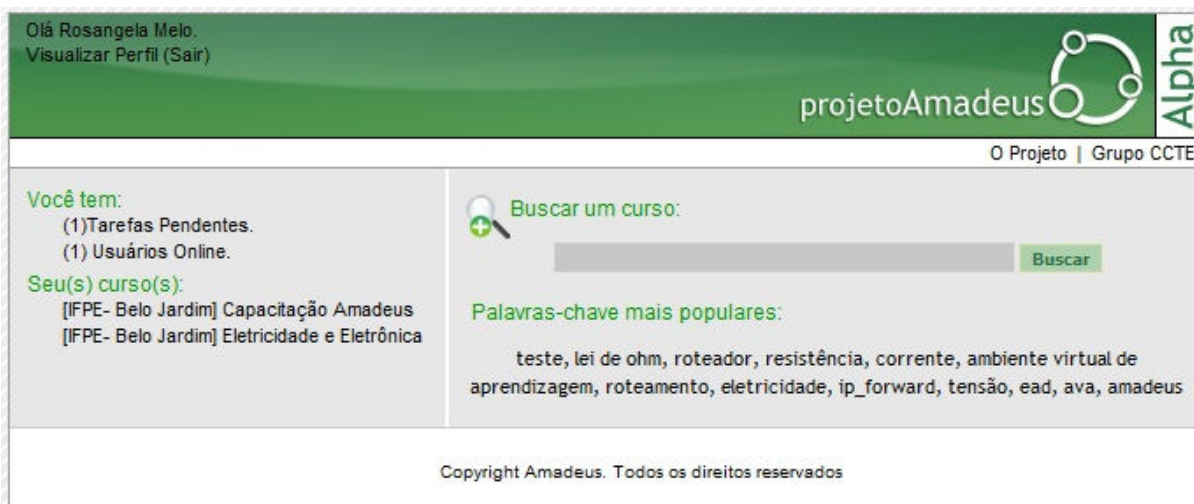 Olá Rosangela Melo.
Visualizar Perfil (Sair)
projetoAmadeus
Alpha
O Projeto | Grupo CCTE
Você tem:
(1)Tarefas Pendentes.
(1) Usuários Online.
Seu(s) curso(s):
[IFPE- Belo Jardim] Capacitação Amadeus
[IFPE- Belo Jardim] Eletricidade e Eletrônica
Buscar um curso:
Buscar
Palavras-chave mais populares:
teste, lei de ohm, roteador, resistência, corrente, ambiente virtual de
aprendizagem, roteamento, eletricidade, ip_forward, tensão, ead, ava, amadeus
Copyright Amadeus. Todos os direitos reservados